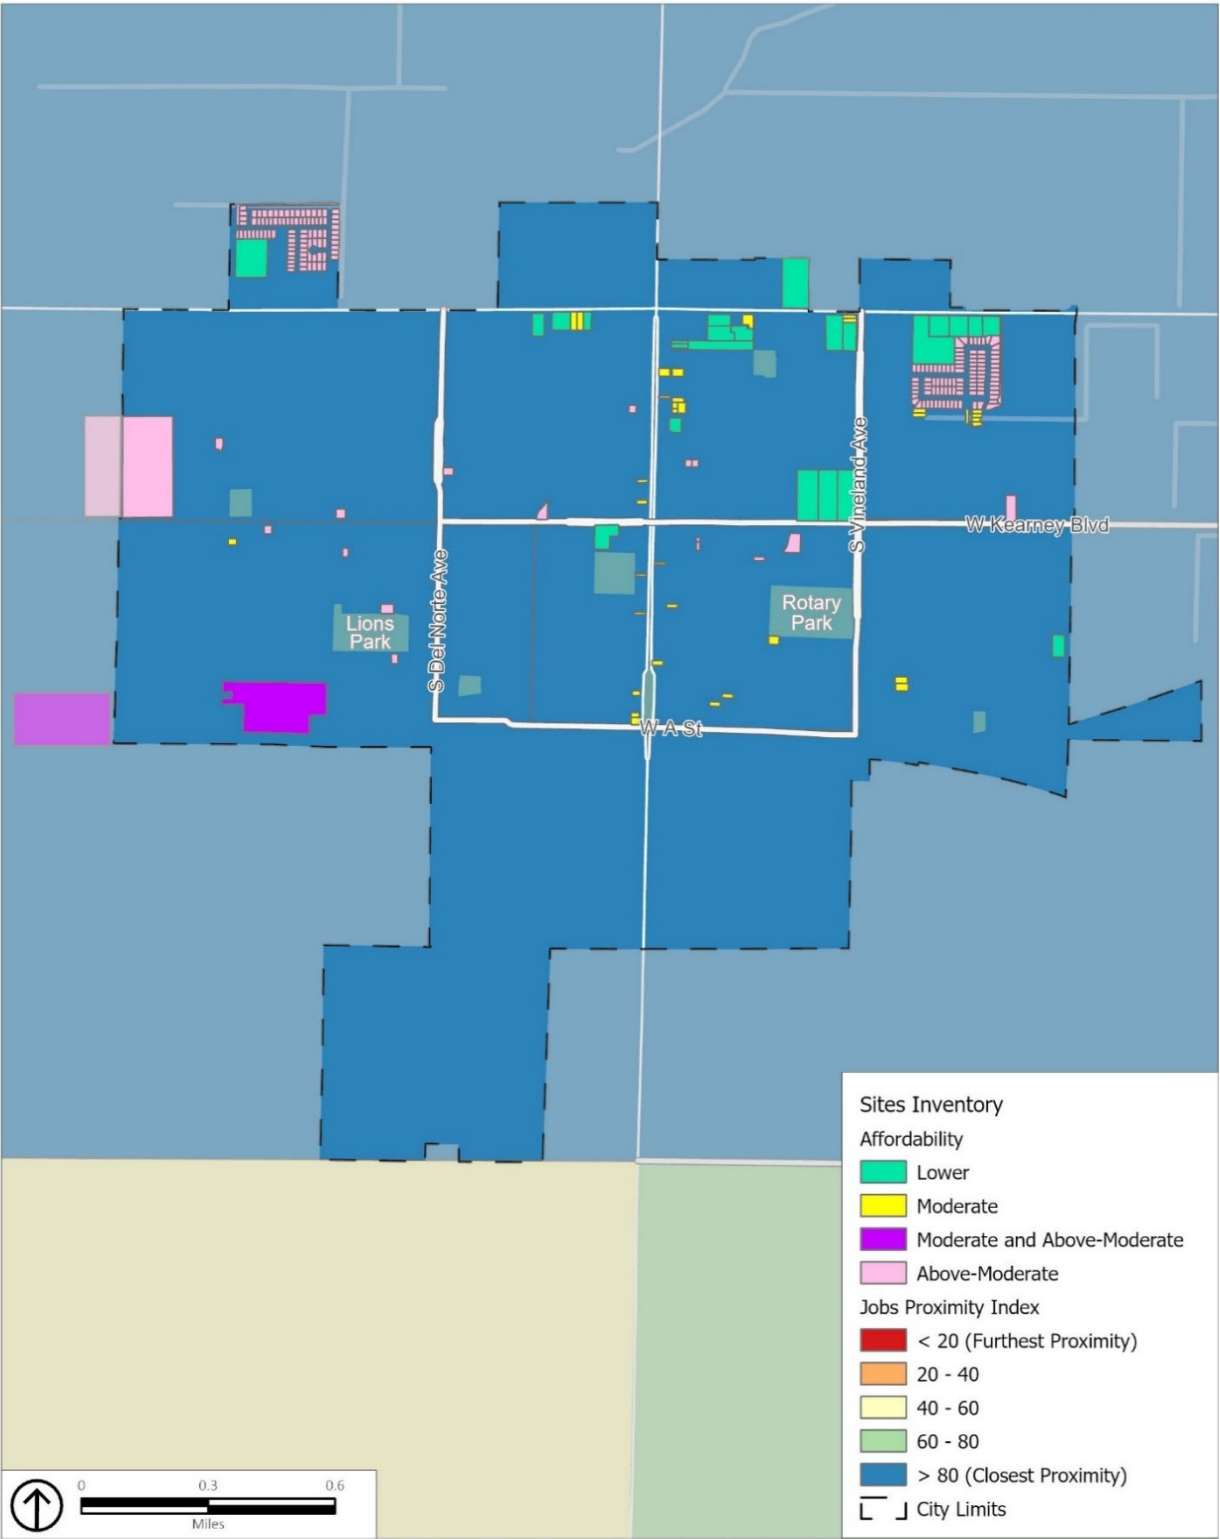 S Vineland Ave
W Kearney Blvd
S Del Norte Ave
Rotary
Park
Lions
Park
W A St
Sites Inventory
Affordability
Lower
Moderate
Moderate and Above-Moderate
Above-Moderate
Jobs Proximity Index
< 20 (Furthest Proximity)
20 - 40
40 - 60
60 - 80
> 80 (Closest Proximity)
City Limits
0 0.3 0.6
Miles